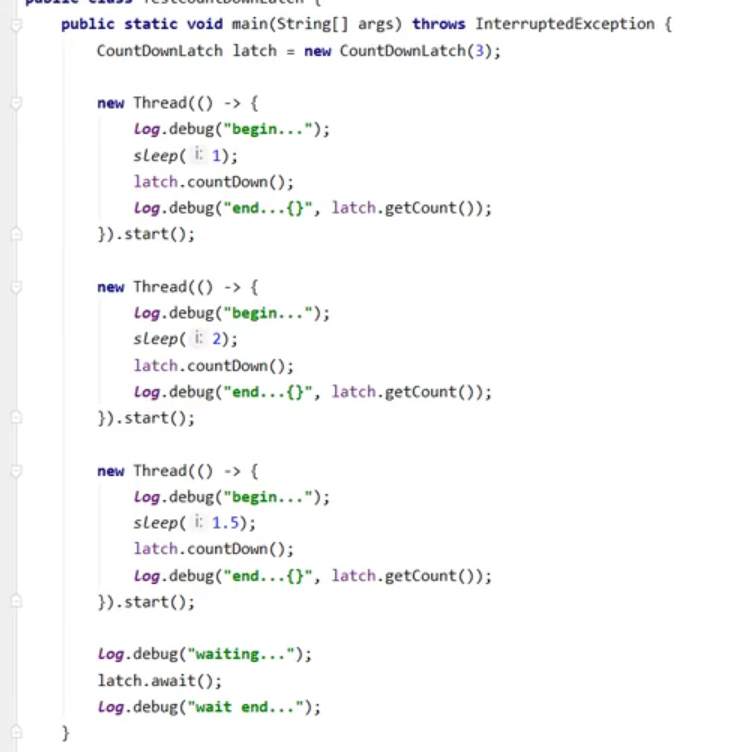 public class TestCountDownLatch {
public static void main(String[] args) throws InterruptedException {
CountDownLatch latch = new CountDownLatch(3);
new Thread(() -> {
log.debug("begin...");
sleep( i: 1);
latch.countDown();
log.debug("end...{}", latch.getCount());
}).start();
new Thread(() -> {
log.debug("begin...");
sleep( i: 2);
latch.countDown();
log.debug("end...{}", latch.getCount());
}).start();
new Thread(() -> {
log.debug("begin...");
sleep( i: 1.5);
latch.countDown();
log.debug("end...{}", latch.getCount());
}).start();
log.debug("waiting...");
latch.await();
log.debug("wait end...");
}